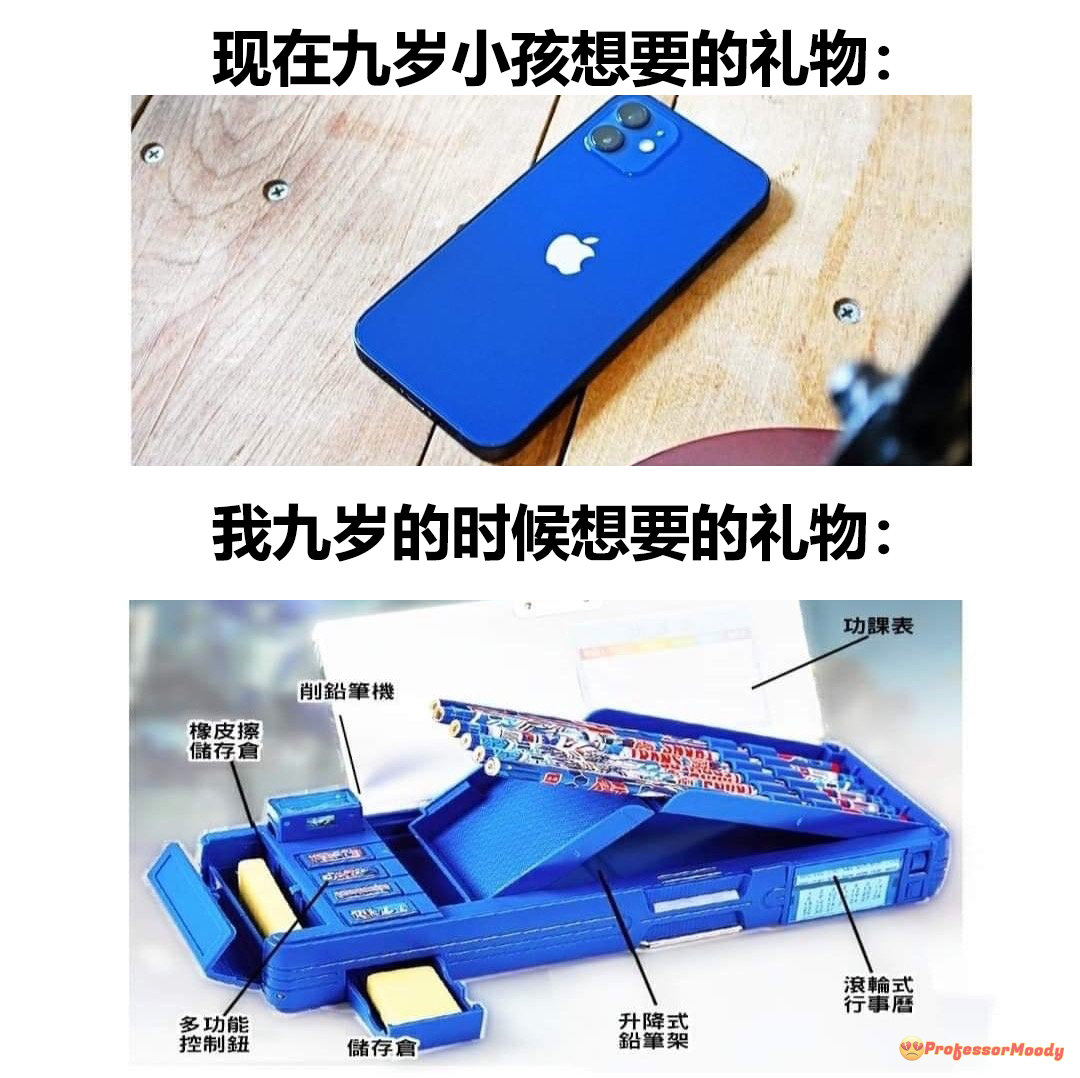 现在九岁小孩想要的礼物：
我九岁的时候想要的礼物：
功課表
削鉛筆機
橡皮擦
儲存倉
多功能
控制鈕
儲存倉
升降式
鉛筆架
滾輪式
行事曆
ProfessorMoody